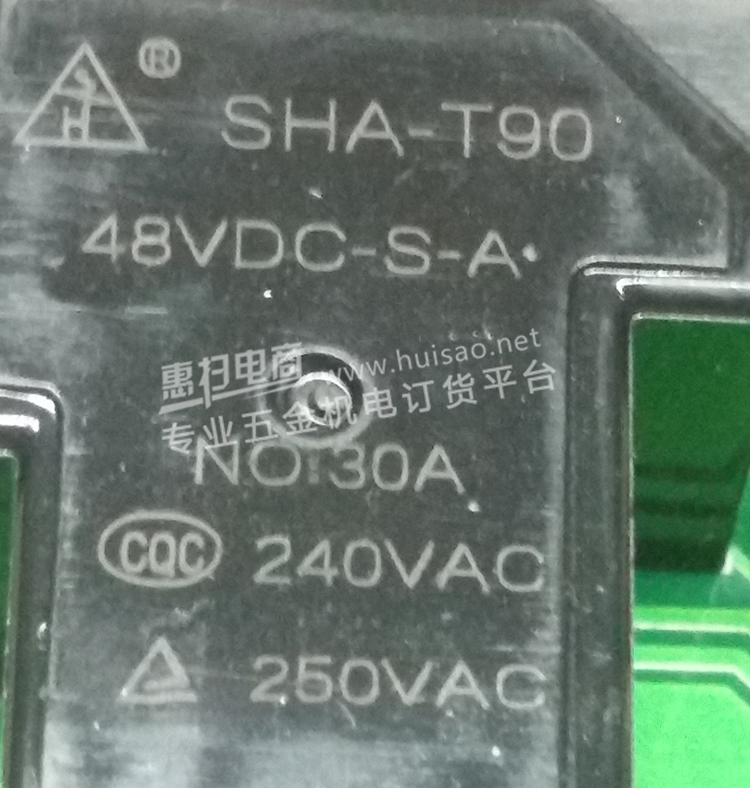 ®
SHA-T90
48VDC-S-A
惠扫电商 www.huisao.net
专业五金机电订货平台
NO:30A
CQC 240VAC
250VAC